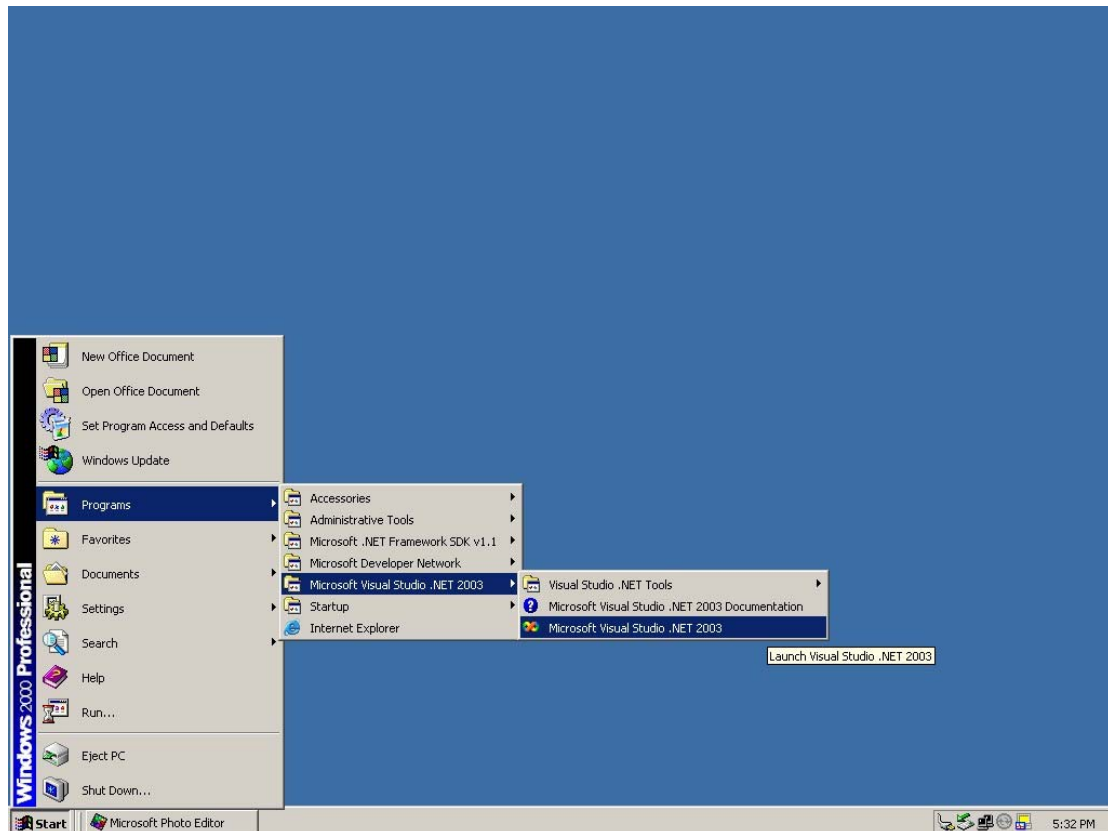 New Office Document
Open Office Document
Set Program Access and Defaults
Windows Update
Programs
Favorites
Documents
Settings
Search
Help
Run...
Eject PC
Shut Down...
Windows 2000 Professional
Accessories
Administrative Tools
Microsoft .NET Framework SDK v1.1
Microsoft Developer Network
Microsoft Visual Studio .NET 2003
Startup
Internet Explorer
Visual Studio .NET Tools
Microsoft Visual Studio .NET 2003 Documentation
Microsoft Visual Studio .NET 2003
Launch Visual Studio .NET 2003
Start
Microsoft Photo Editor
5:32 PM